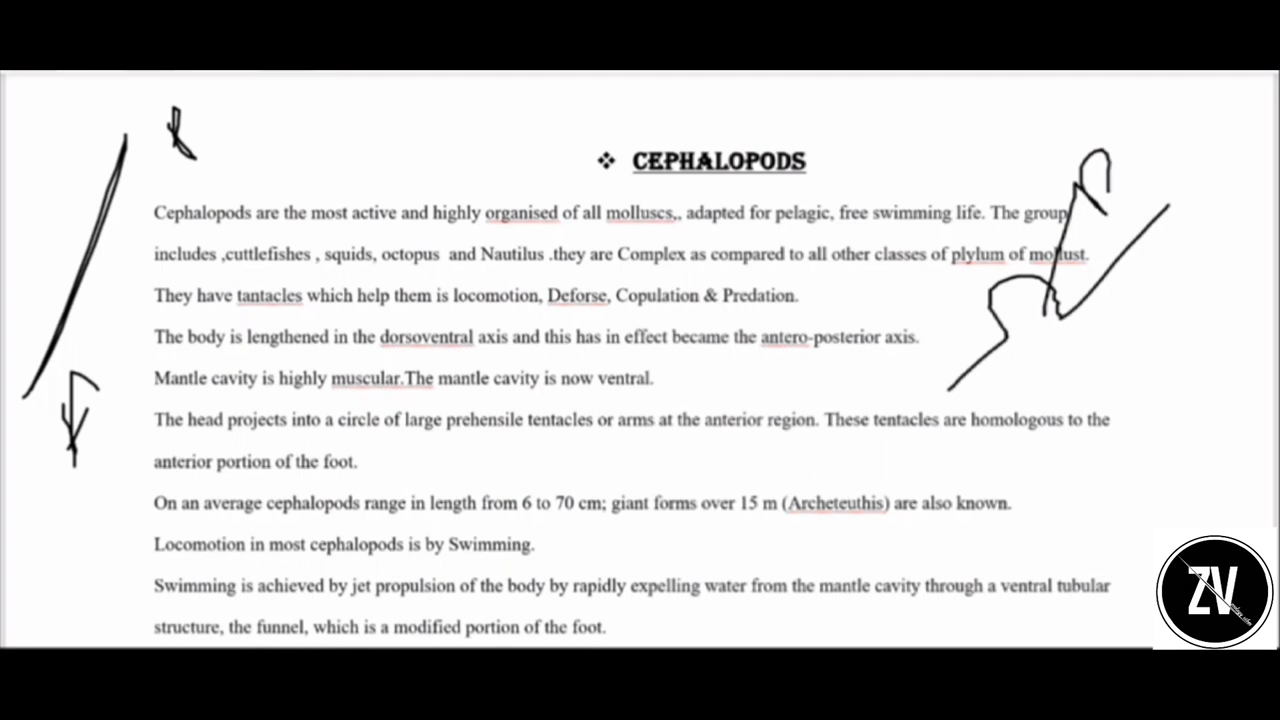 ❖ CEPHALOPODS
Cephalopods are the most active and highly organised of all molluscs,. adapted for pelagic, free swimming life. The group
includes ,cuttlefishes , squids, octopus and Nautilus .they are Complex as compared to all other classes of plylum of mollust.
They have tantacles which help them is locomotion, Deforse, Copulation & Predation.
The body is lengthened in the dorsoventral axis and this has in effect became the antero-posterior axis.
Mantle cavity is highly muscular.The mantle cavity is now ventral.
The head projects into a circle of large prehensile tentacles or arms at the anterior region. These tentacles are homologous to the
anterior portion of the foot.
On an average cephalopods range in length from 6 to 70 cm; giant forms over 15 m (Archeteuthis) are also known.
Locomotion in most cephalopods is by Swimming.
Swimming is achieved by jet propulsion of the body by rapidly expelling water from the mantle cavity through a ventral tubular
structure, the funnel, which is a modified portion of the foot.
ZV